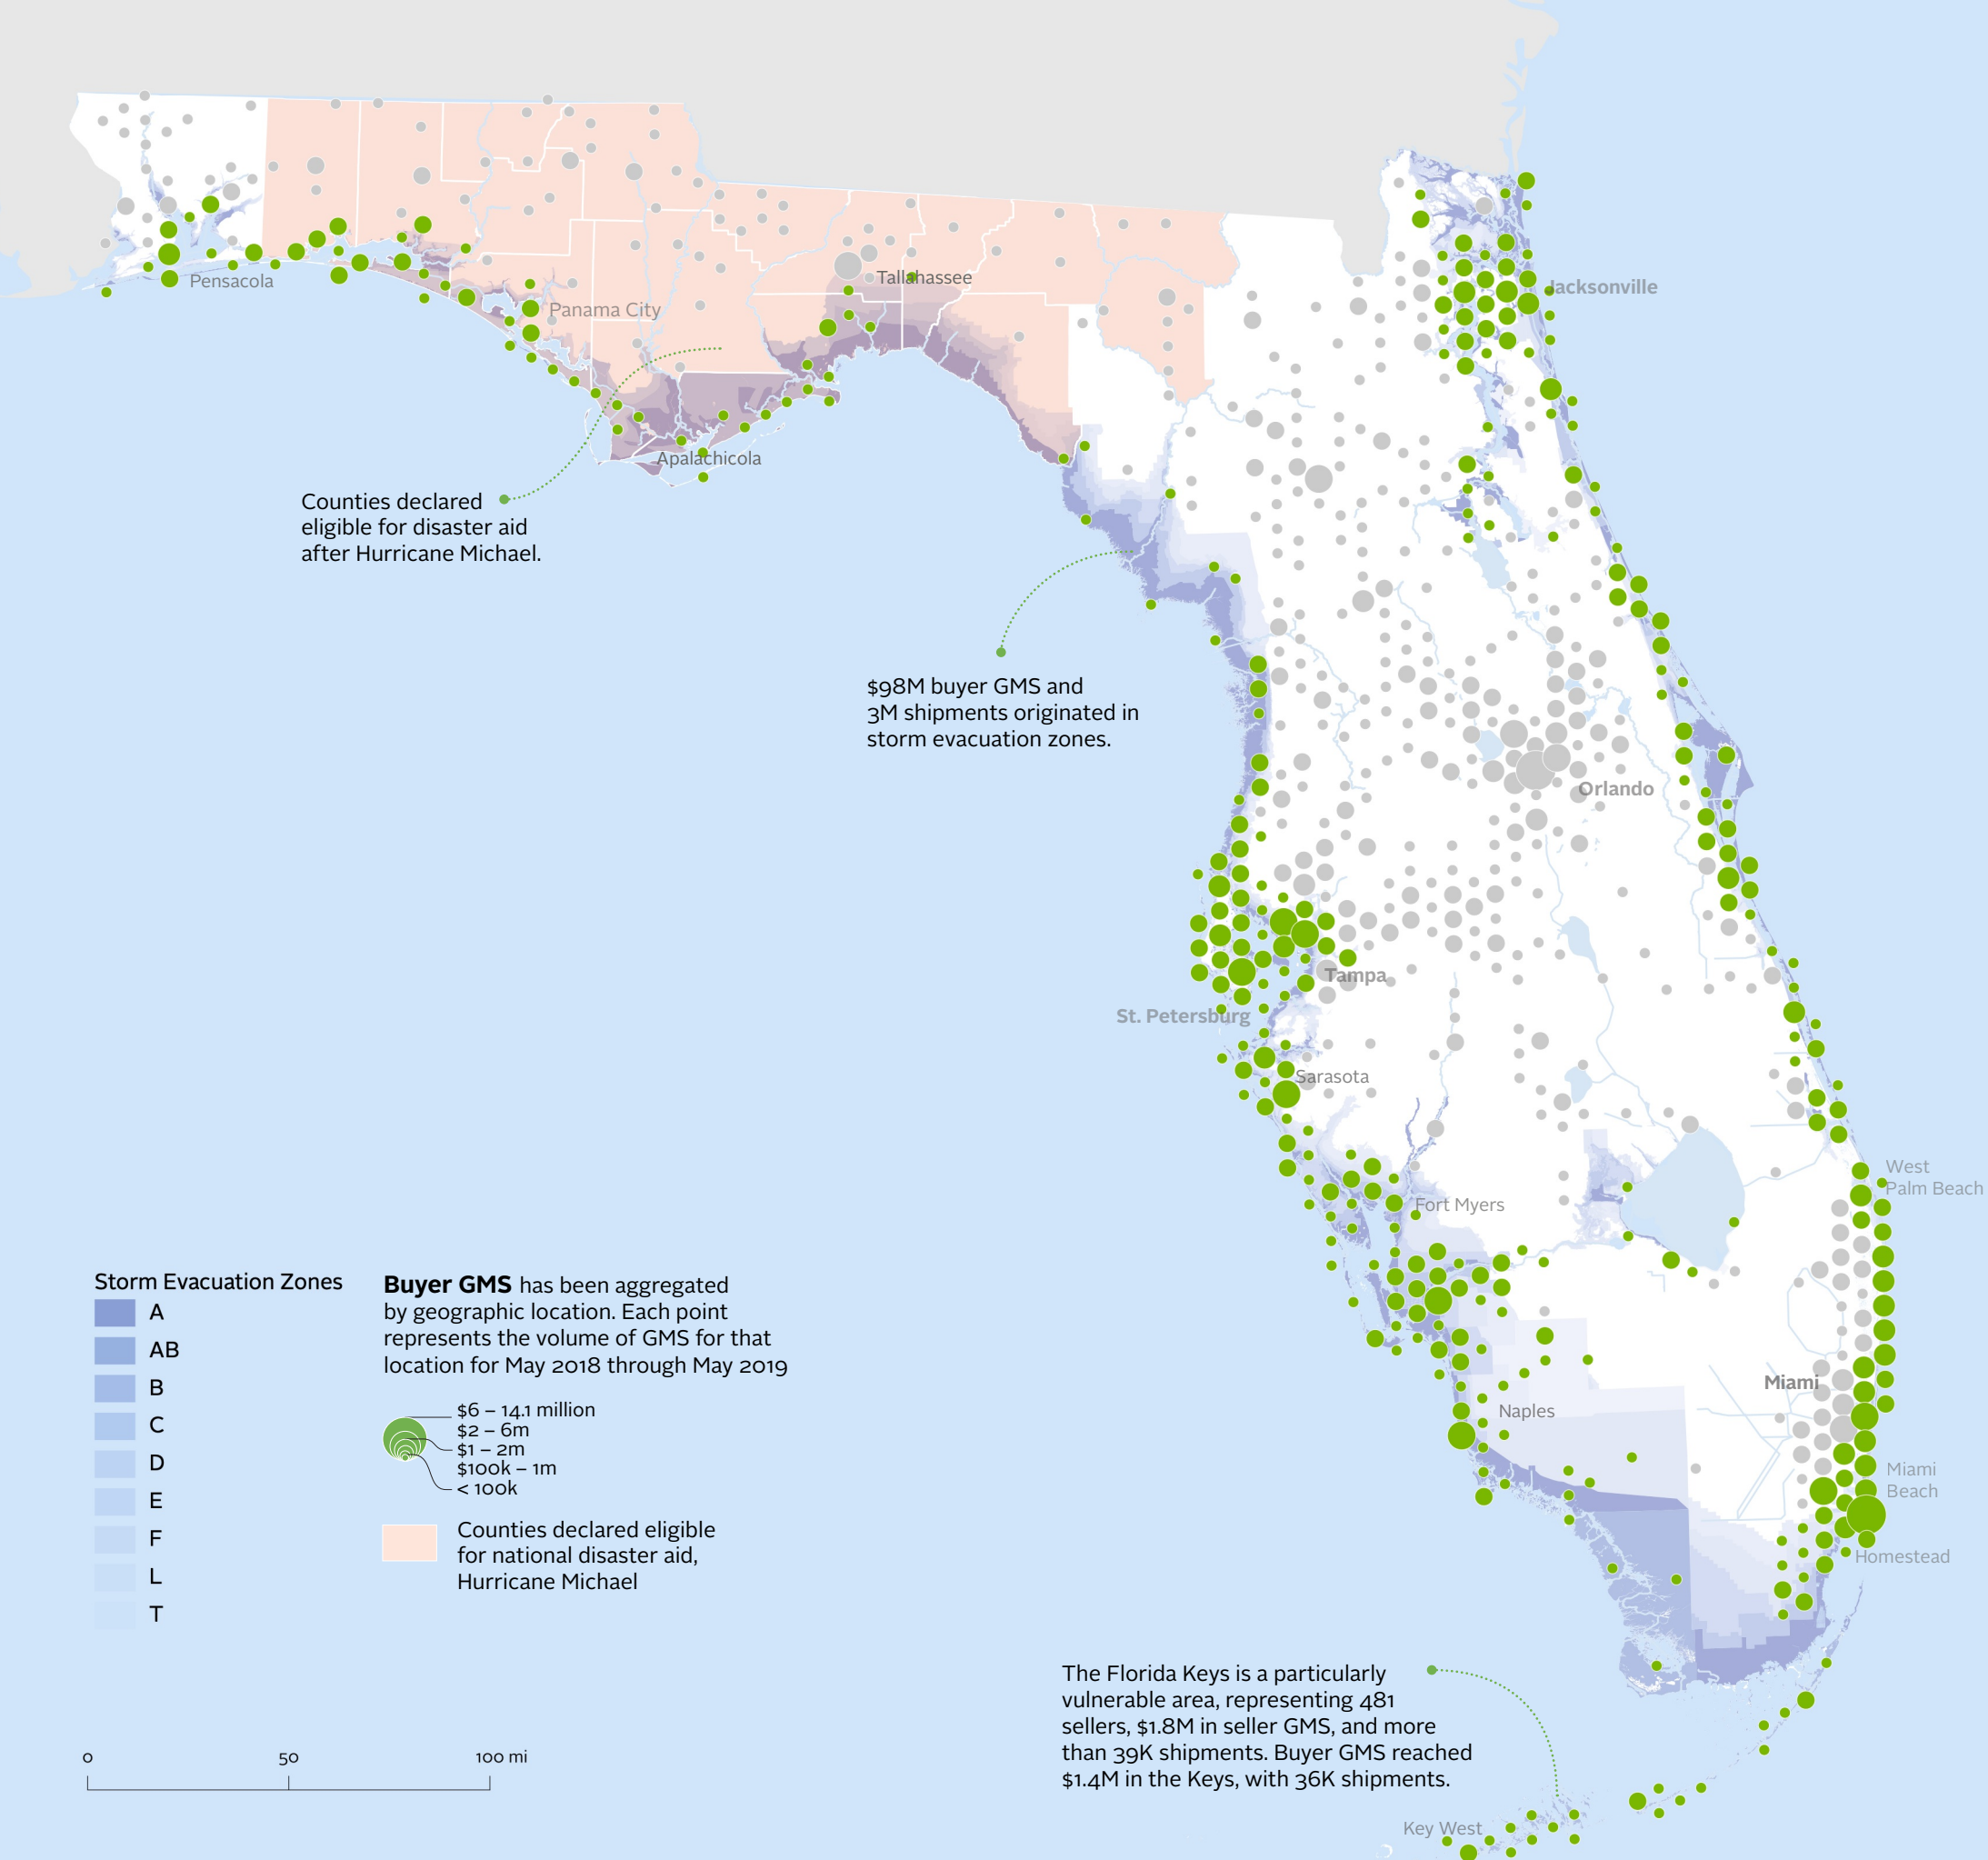 Pensacola
Panama City
Tallahassee
Apalachicola
Jacksonville
Counties declared
eligible for disaster aid
after Hurricane Michael.
$98M buyer GMS and
3M shipments originated in
storm evacuation zones.
Orlando
Tampa
St. Petersburg
Sarasota
Fort Myers
West
Palm Beach
Naples
Miami
Miami
Beach
Homestead
Storm Evacuation Zones
A
AB
B
C
D
E
F
L
T
Buyer GMS has been aggregated
by geographic location. Each point
represents the volume of GMS for that
location for May 2018 through May 2019
$6 – 14.1 million
$2 – 6m
$1 – 2m
$100k – 1m
< 100k
Counties declared eligible
for national disaster aid,
Hurricane Michael
0 50 100 mi
The Florida Keys is a particularly
vulnerable area, representing 481
sellers, $1.8M in seller GMS, and more
than 39K shipments. Buyer GMS reached
$1.4M in the Keys, with 36K shipments.
Key West